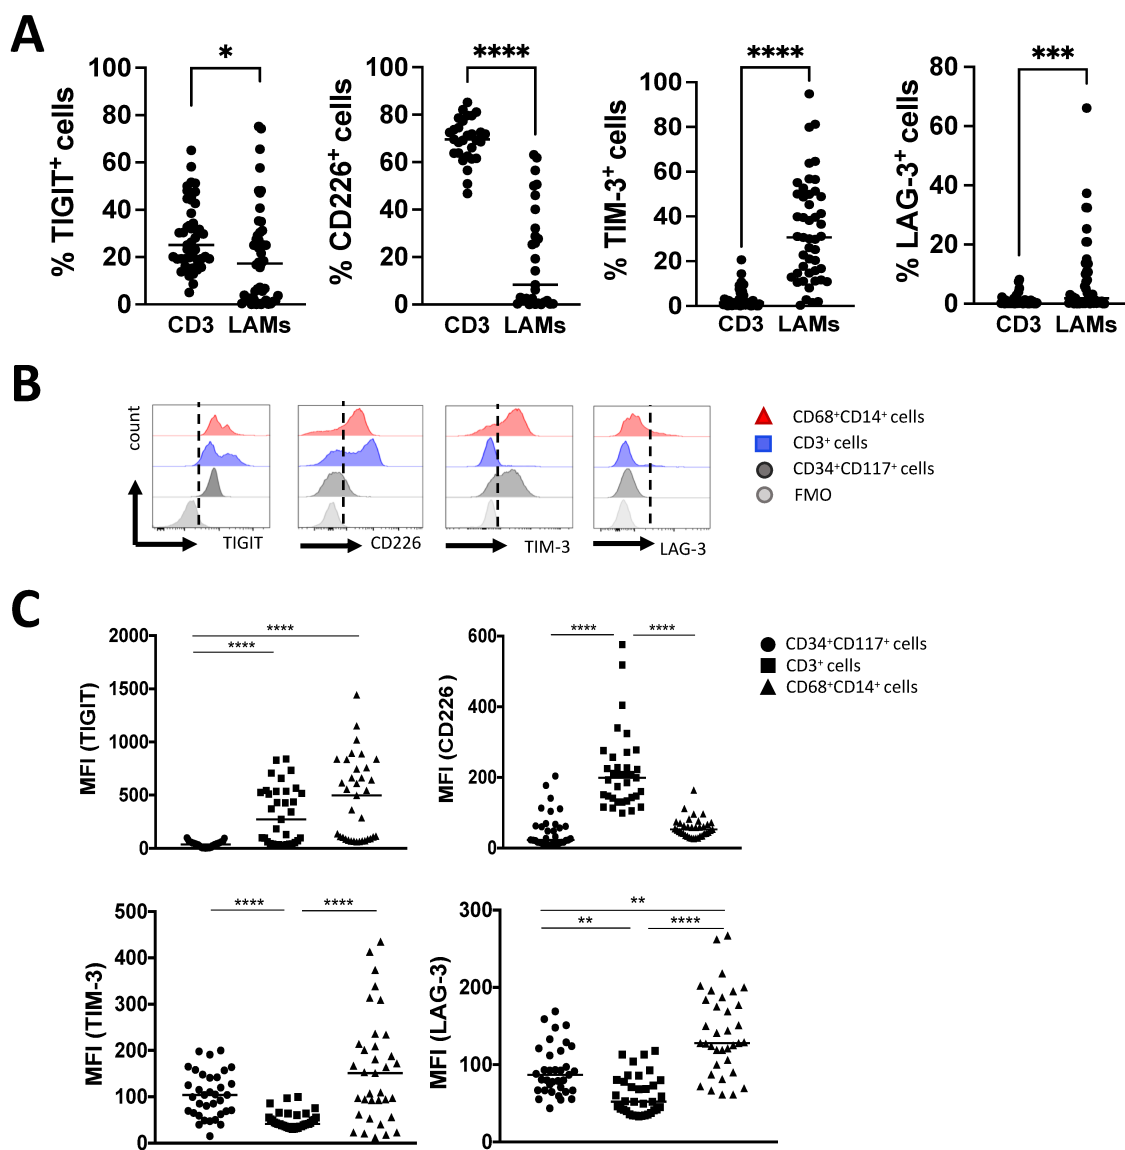 A
% TIGIT⁺ cells
100
80
60
40
20
0
*
CD3 LAMs
% CD226⁺ cells
100
80
60
40
20
0
****
CD3 LAMs
% TIM-3⁺ cells
100
80
60
40
20
0
****
CD3 LAMs
% LAG-3⁺ cells
80
60
40
20
0
***
CD3 LAMs
B
count
TIGIT
CD226
TIM-3
LAG-3
CD68⁺CD14⁺ cells
CD3⁺ cells
CD34⁺CD117⁺ cells
FMO
C
MFI (TIGIT)
2000
1500
1000
500
0
****
****
MFI (CD226 )
600
400
200
0
**** ****
CD34⁺CD117⁺ cells
CD3⁺ cells
CD68⁺CD14⁺ cells
MFI (TIM-3)
500
400
300
200
100
0
**** ****
MFI (LAG-3)
300
200
100
0
**
** ****